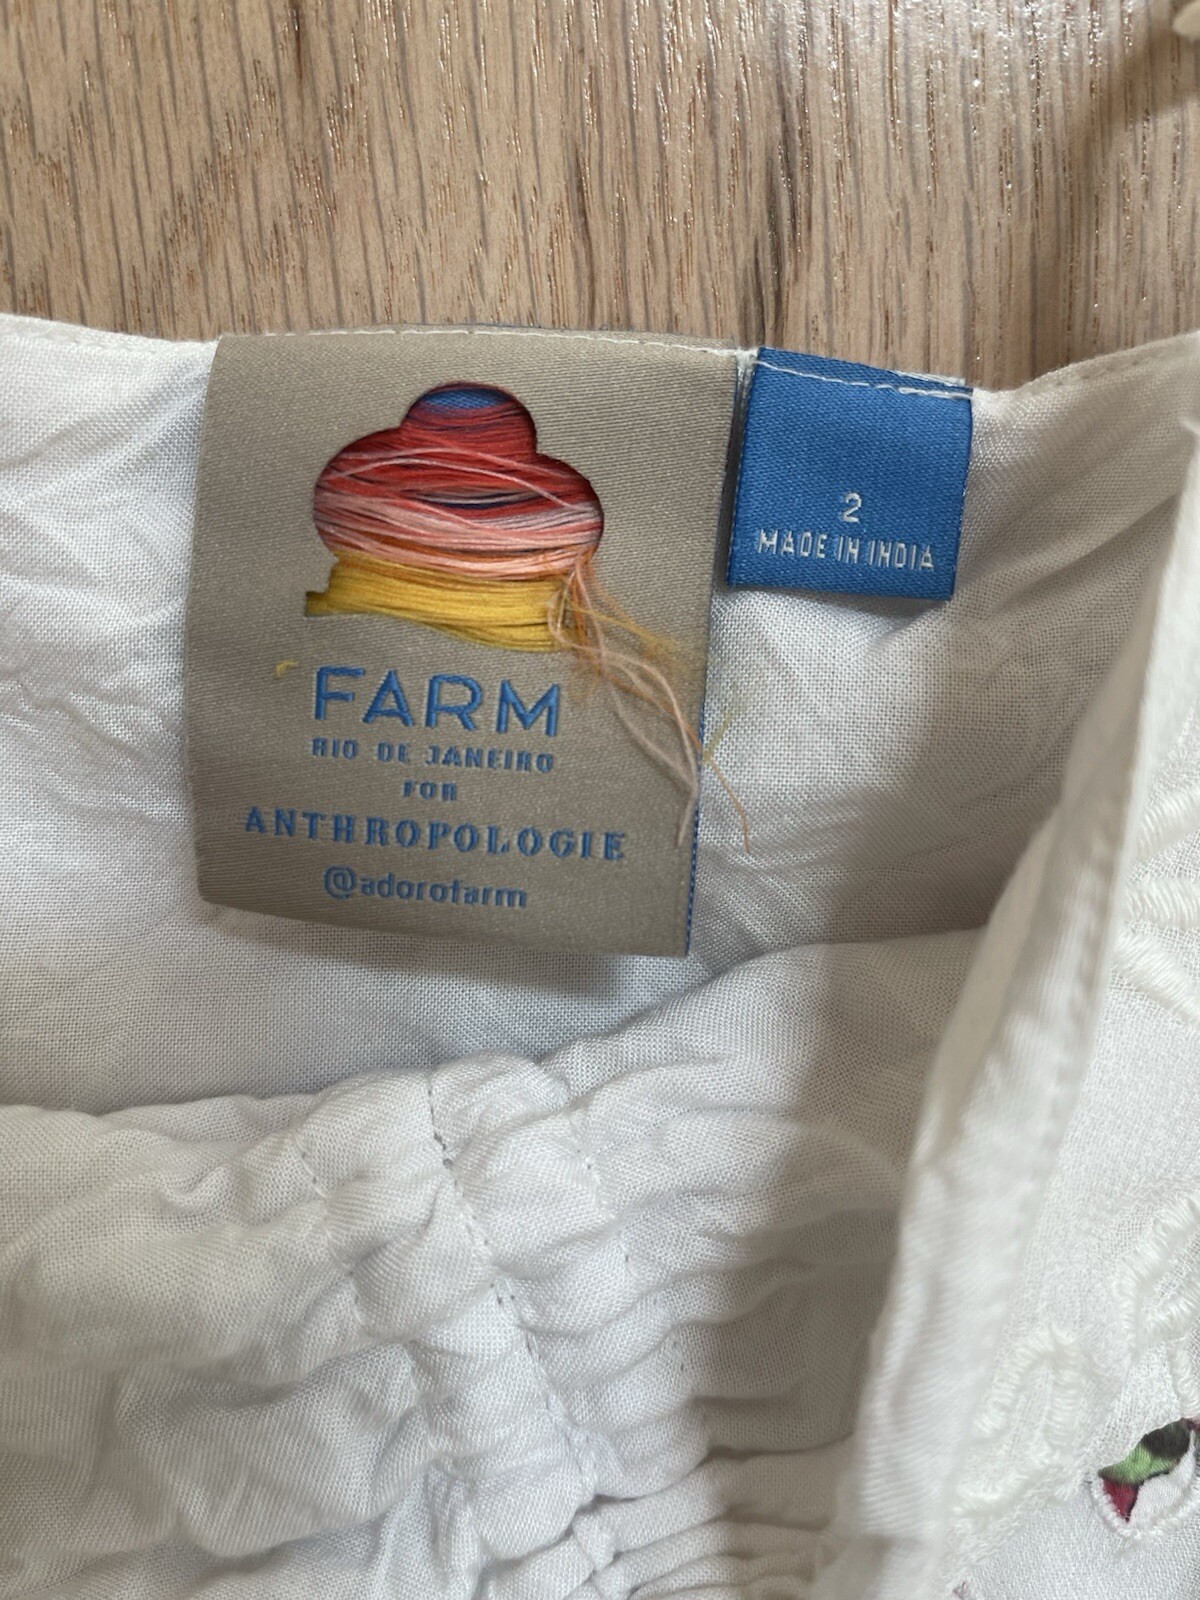 FARM
RIO DE JANEIRO
FOR
ANTHROPOLOGIE
@adorofarm
2
MADE IN INDIA